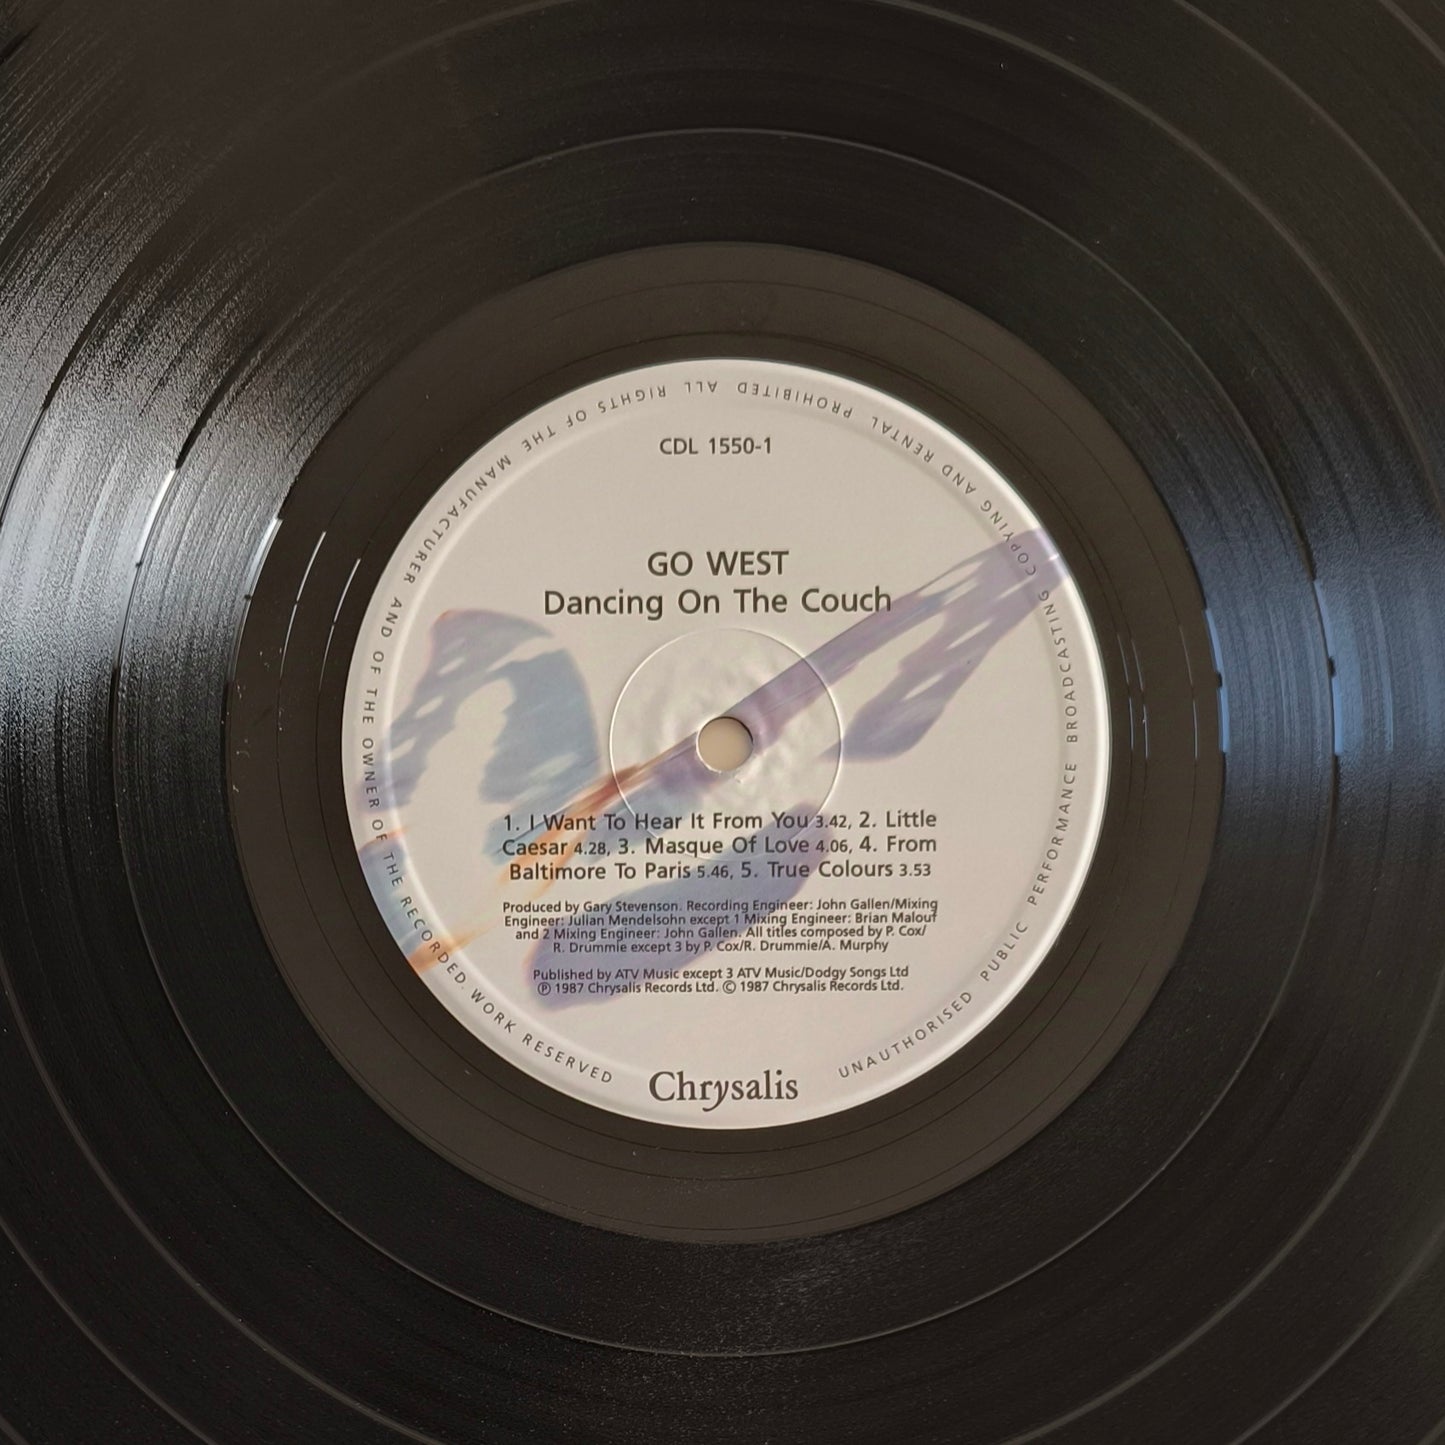 CDL 1550-1
GO WEST
Dancing On The Couch
1. I Want To Hear It From You 3.42, 2. Little
Caesar 4.28, 3. Masque Of Love 4.06, 4. From
Baltimore To Paris 5.46, 5. True Colours 3.53
Produced by Gary Stevenson. Recording Engineer: John Gallen/Mixing
Engineer: Julian Mendelsohn except 1 Mixing Engineer: Brian Malouf
and 2 Mixing Engineer: John Gallen. All titles composed by P. Cox/
R. Drummie except 3 by P. Cox/R. Drummie/A. Murphy
Published by ATV Music except 3 ATV Music/Dodgy Songs Ltd
℗ 1987 Chrysalis Records Ltd. © 1987 Chrysalis Records Ltd.
Chrysalis
UNAUTHORISED PUBLIC PERFORMANCE BROADCASTING COPYING AND RENTAL PROHIBITED ALL RIGHTS OF THE MANUFACTURER AND OF THE OWNER OF THE RECORDED. WORK RESERVED